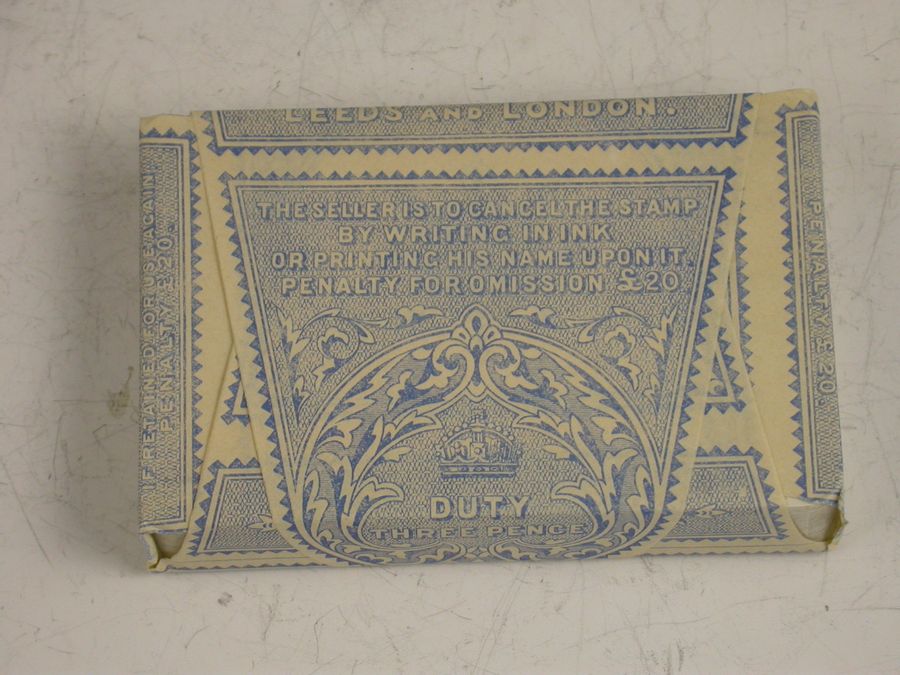 LEEDS AND LONDON.
THE SELLER IS TO CANCEL THE STAMP
BY WRITING IN INK
OR PRINTING HIS NAME UPON IT.
PENALTY FOR OMISSION £20
DUTY
THREE PENCE
IF RETAINED OR USE AGAIN
PENALTY £20.
PENALTY £20.